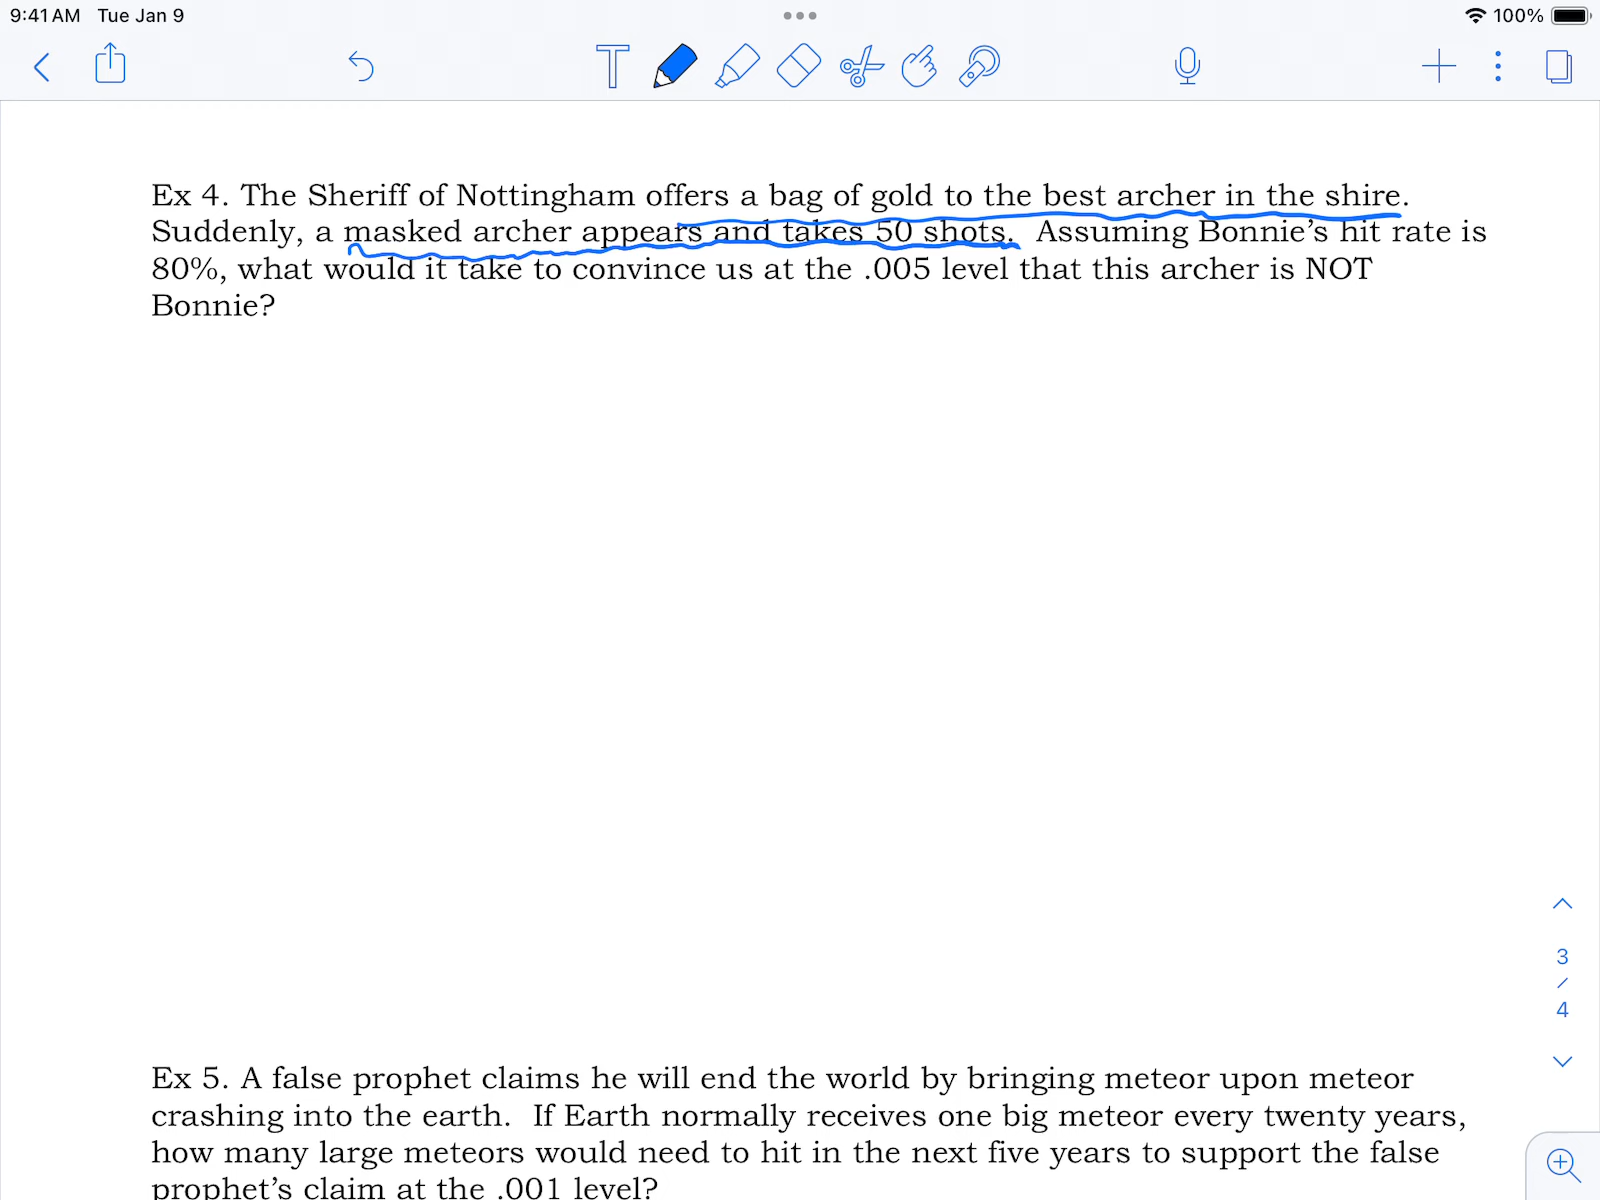 9:41 AM Tue Jan 9
100%
T
Ex 4. The Sheriff of Nottingham offers a bag of gold to the best archer in the shire.
Suddenly, a masked archer appears and takes 50 shots. Assuming Bonnie's hit rate is
80%, what would it take to convince us at the .005 level that this archer is NOT
Bonnie?
3
/
4
Ex 5. A false prophet claims he will end the world by bringing meteor upon meteor
crashing into the earth. If Earth normally receives one big meteor every twenty years,
how many large meteors would need to hit in the next five years to support the false
prophet's claim at the .001 level?